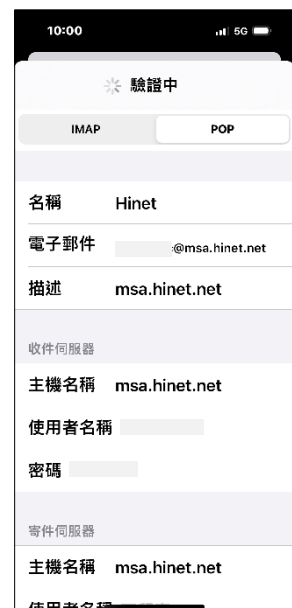 10:00 5G
驗證中
IMAP POP
名稱 Hinet
電子郵件 @msa.hinet.net
描述 msa.hinet.net
收件伺服器
主機名稱 msa.hinet.net
使用者名稱
密碼
寄件伺服器
主機名稱 msa.hinet.net
使用者名稱